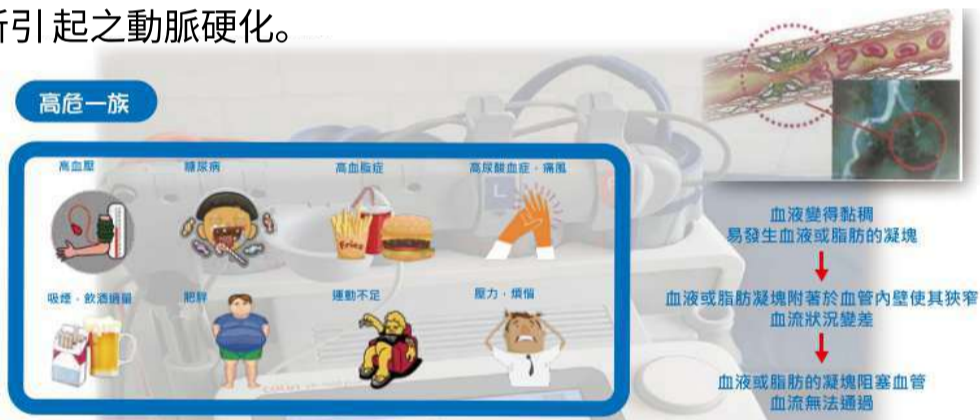 所引起之動脈硬化。
高危一族
高血壓
糖尿病
高血脂症
高尿酸血症、痛風
Fries
吸煙、飲酒過量
肥胖
運動不足
壓力、煩惱
L
血液變得黏稠
易發生血液或脂肪的凝塊
血液或脂肪凝塊附著於血管內壁使其狹窄
血流狀況變差
血液或脂肪的凝塊阻塞血管
血流無法通過